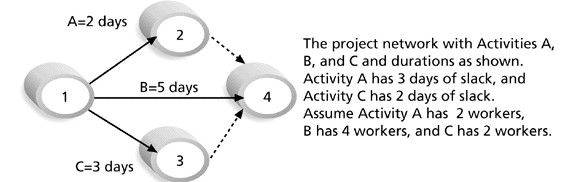 A=2 days
2
1
B=5 days
4
C=3 days
3
The project network with Activities A,
B, and C and durations as shown.
Activity A has 3 days of slack, and
Activity C has 2 days of slack.
Assume Activity A has 2 workers,
B has 4 workers, and C has 2 workers.